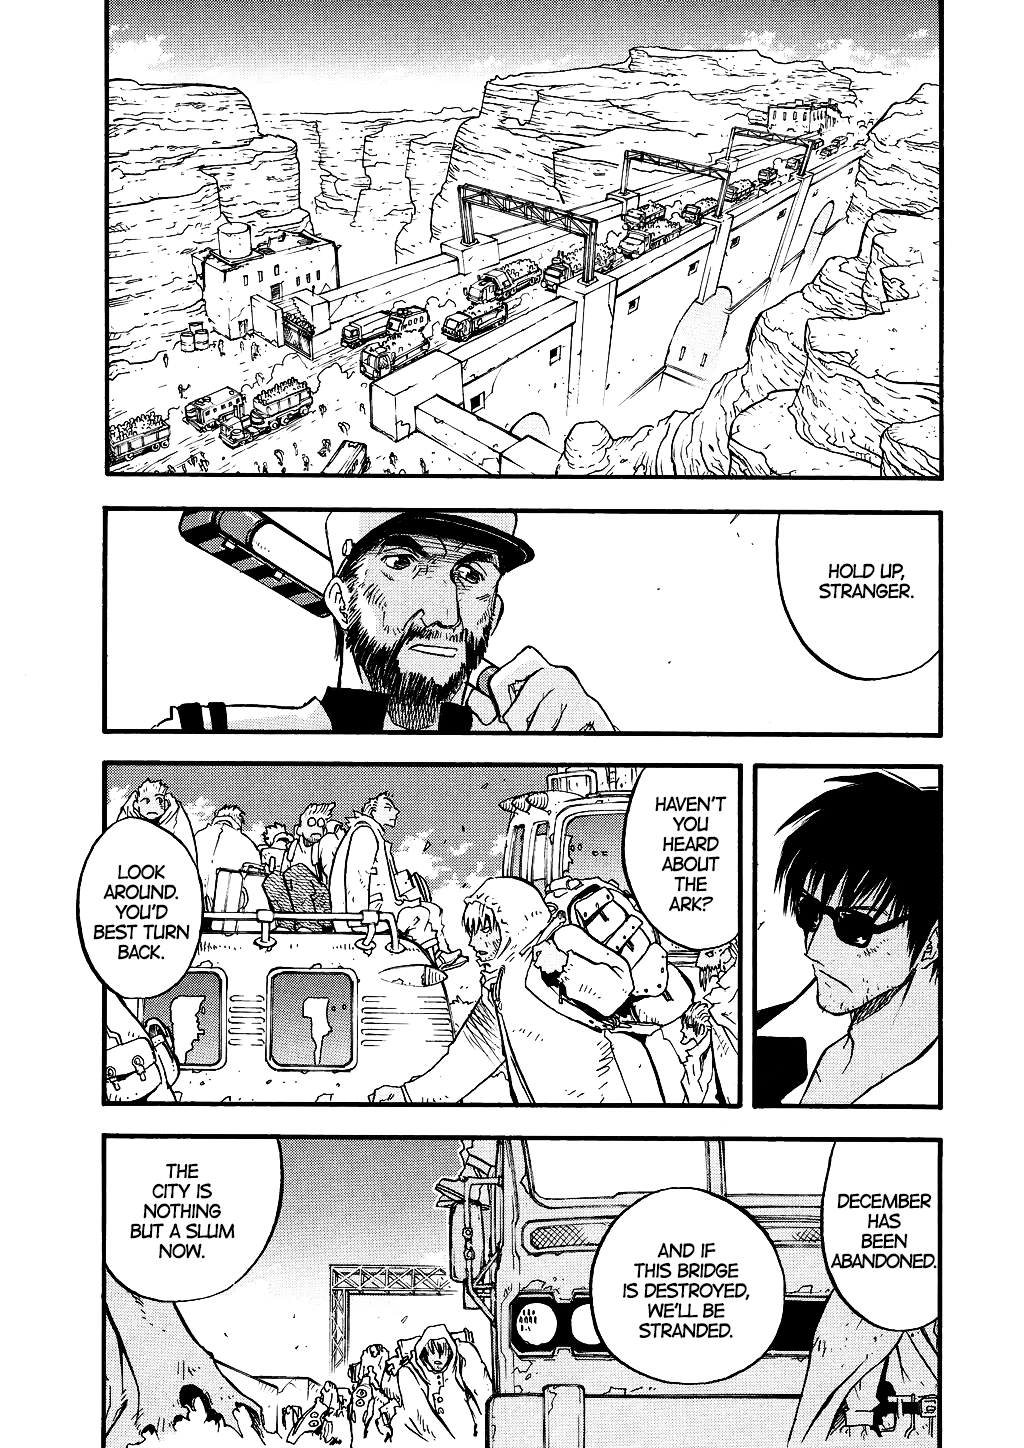 HOLD UP,
STRANGER.
HAVEN'T
YOU
HEARD
ABOUT
THE
ARK?
LOOK
AROUND.
YOU'D
BEST TURN
BACK.
DECEMBER
HAS
BEEN
ABANDONED.
AND IF
THIS BRIDGE
IS DESTROYED,
WE'LL BE
STRANDED.
THE
CITY IS
NOTHING
BUT A SLUM
NOW.